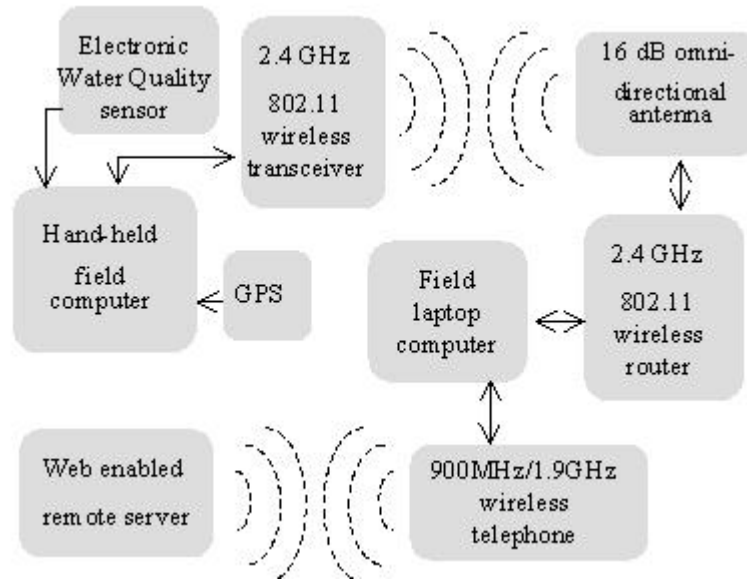 Electronic
Water Quality
sensor
2.4 GHz
802.11
wireless
transceiver
16 dB omni-
directional
antenna
Hand-held
field
computer
GPS
Field
laptop
computer
2.4 GHz
802.11
wireless
router
Web enabled
remote server
900MHz/1.9GHz
wireless
telephone